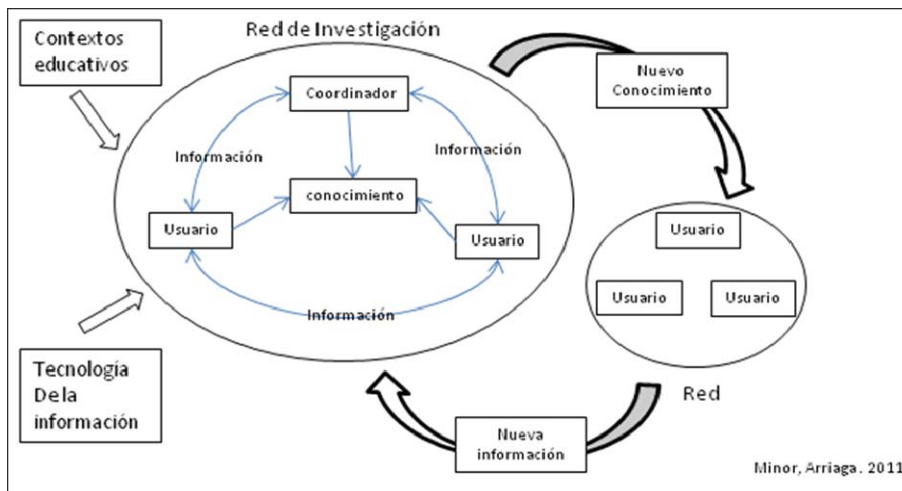 Contextos
educativos
Red de Investigación
Coordinador
Nuevo
Conocimiento
Información
Información
conocimiento
Usuario
Usuario
Usuario
Usuario
Usuario
Información
Tecnología
De la
información
Red
Nueva
información
Minor, Arriaga. 2011